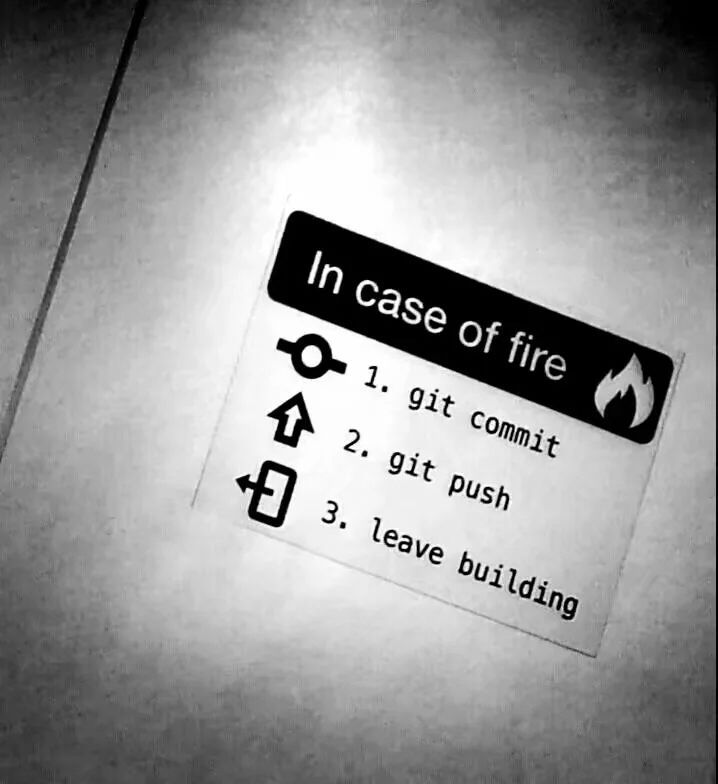 In case of fire
1. git commit
2. git push
3. leave building